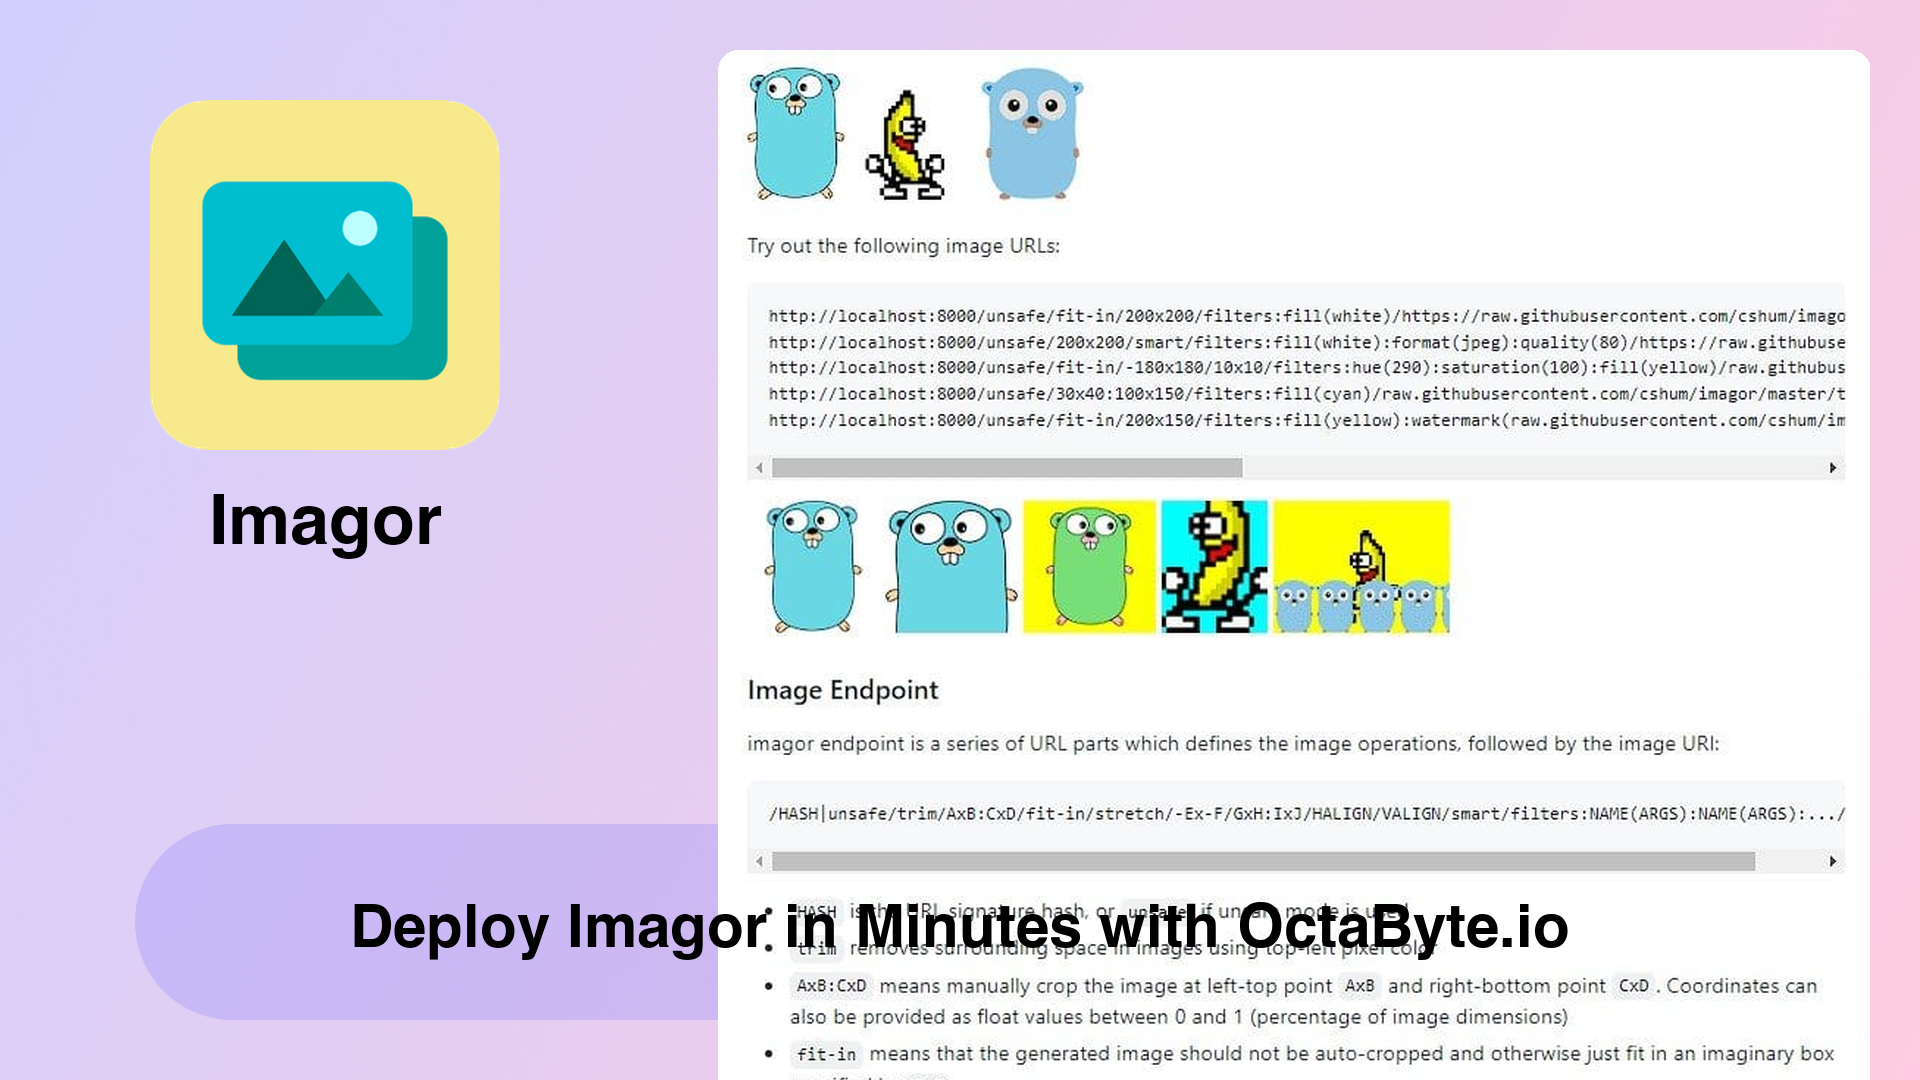 Imagor
Try out the following image URLs:
http://localhost:8000/unsafe/fit-in/200x200/filters:fill(white)/https://raw.githubusercontent.com/cshum/imago
http://localhost:8000/unsafe/200x200/smart/filters:fill(white):format(jpeg):quality(80)/https://raw.githubuse
http://localhost:8000/unsafe/fit-in/-180x180/10x10/filters:hue(290):saturation(100):fill(yellow)/raw.githubus
http://localhost:8000/unsafe/30x40:100x150/filters:fill(cyan)/raw.githubusercontent.com/cshum/imagor/master/t
http://localhost:8000/unsafe/fit-in/200x150/filters:fill(yellow):watermark(raw.githubusercontent.com/cshum/im
Image Endpoint
imagor endpoint is a series of URL parts which defines the image operations, followed by the image URI:
/HASH|unsafe/trim/AxB:CxD/fit-in/stretch/-Ex-F/GxH:IxJ/HALIGN/VALIGN/smart/filters:NAME(ARGS):NAME(ARGS):.../
HASH is the URL signature hash, or unsafe if unsafe mode is used
Deploy Imagor in Minutes with OctaByte.io
trim removes surrounding space in images using top-left pixel color
AxB:CxD means manually crop the image at left-top point AxB and right-bottom point CxD. Coordinates can
also be provided as float values between 0 and 1 (percentage of image dimensions)
fit-in means that the generated image should not be auto-cropped and otherwise just fit in an imaginary box